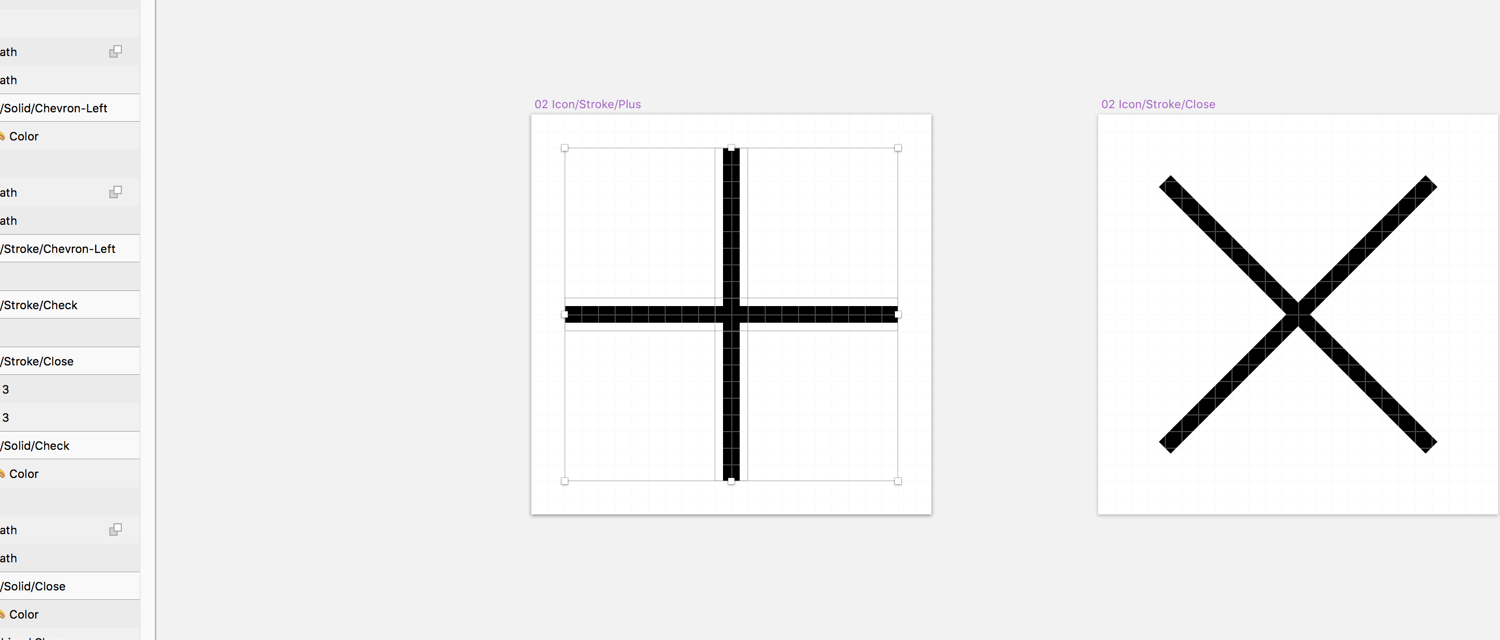 ath
ath
/Solid/Chevron-Left
Color
ath
ath
/Stroke/Chevron-Left
/Stroke/Check
/Stroke/Close
3
3
/Solid/Check
Color
ath
ath
/Solid/Close
Color
02 Icon/Stroke/Plus
02 Icon/Stroke/Close